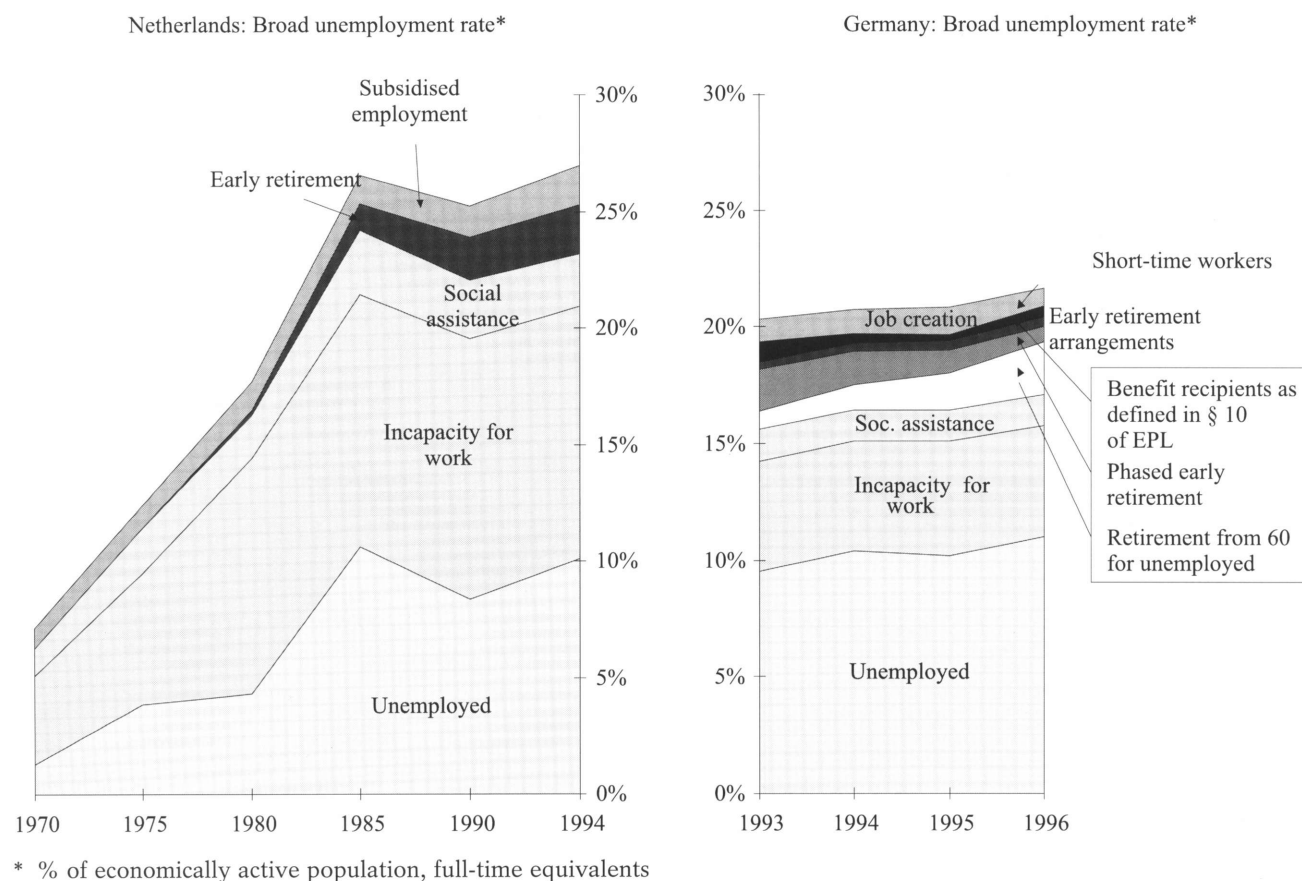 Netherlands: Broad unemployment rate*
Subsidised
employment
Early retirement
Social
assistance
Incapacity for
work
Unemployed
30%
25%
20%
15%
10%
5%
0%
1970
1975
1980
1985
1990
1994
Germany: Broad unemployment rate*
30%
25%
20%
15%
10%
5%
0%
Short-time workers
Job creation
Early retirement
arrangements
Soc. assistance
Incapacity for
work
Unemployed
Benefit recipients as
defined in § 10
of EPL
Phased early
retirement
Retirement from 60
for unemployed
1993
1994
1995
1996
* % of economically active population, full-time equivalents